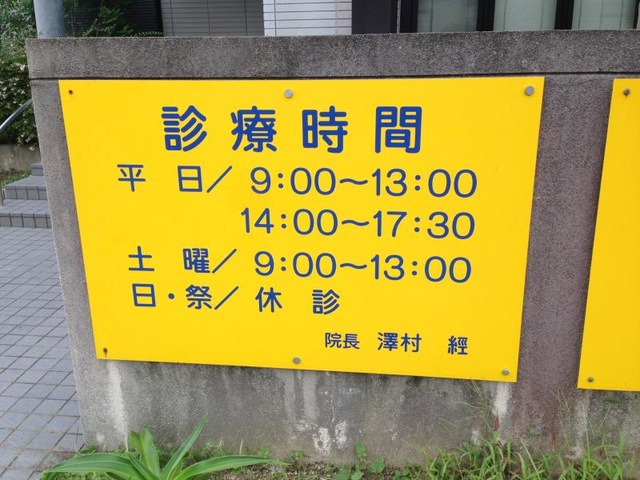 診療時間
平 日/ 9:00〜13:00
14:00〜17:30
土 曜/ 9:00〜13:00
日・祭/ 休 診
院長 澤村 經